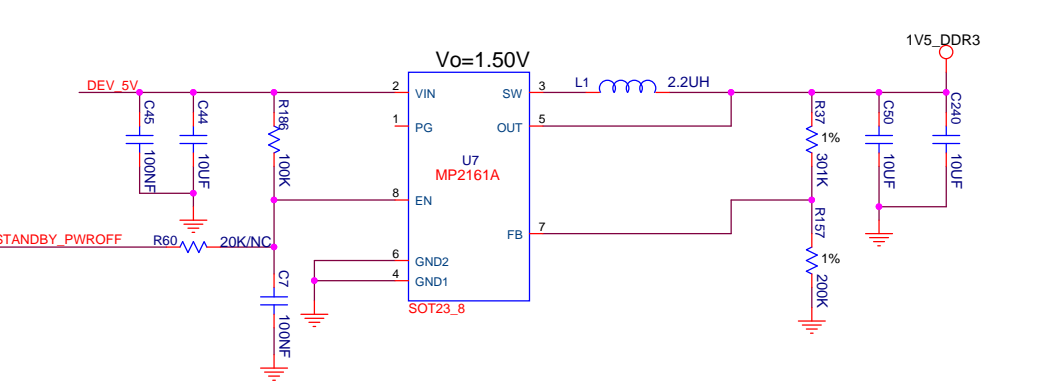 Vo=1.50V
1V5_DDR3
DEV_5V
2
VIN
SW
3
L1
2.2UH
C45
100NF
C44
10UF
R186
100K
1
PG
OUT
5
U7
MP2161A
R37
1%
301K
C50
10UF
C240
10UF
8
EN
FB
7
R157
1%
200K
STANDBY_PWROFF
R60
20K/NC
6
GND2
4
GND1
SOT23_8
C7
100NF